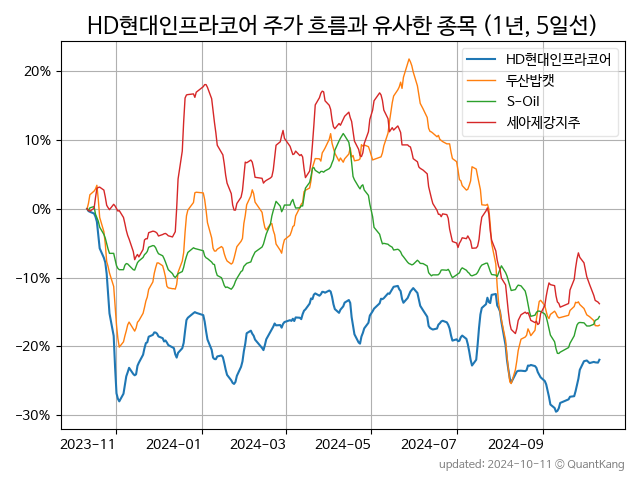 HD현대인프라코어 주가 흐름과 유사한 종목 (1년, 5일선)
HD현대인프라코어
두산밥캣
S-Oil
세아제강지주
20%
10%
0%
−10%
−20%
−30%
2023-11
2024-01
2024-03
2024-05
2024-07
2024-09
updated: 2024-10-11 © QuantKang